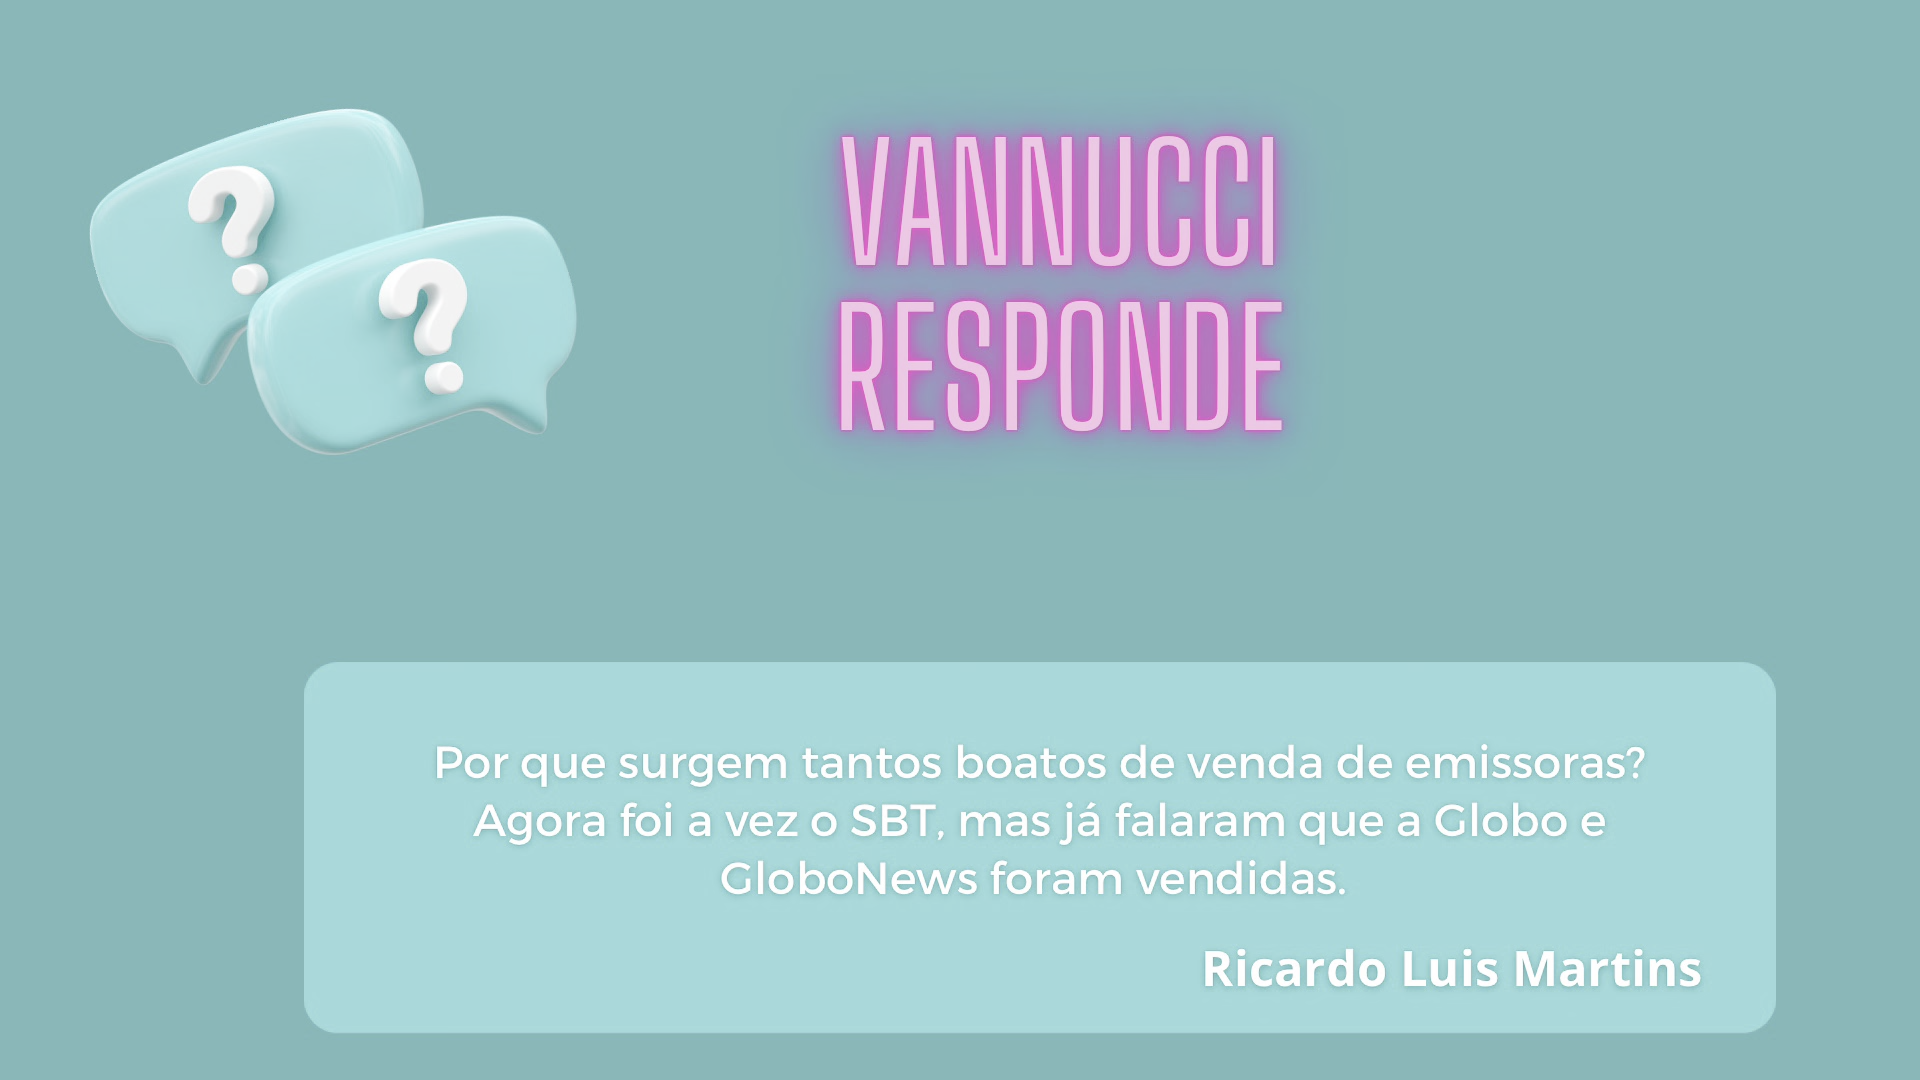 VANNUCCI
RESPONDE
Por que surgem tantos boatos de venda de emissoras?
Agora foi a vez o SBT, mas já falaram que a Globo e
GloboNews foram vendidas.
Ricardo Luis Martins